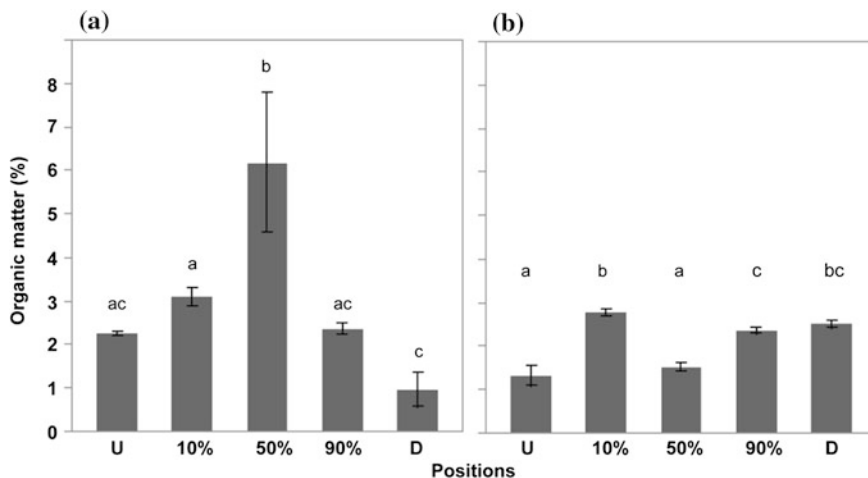 (a)
(b)
Organic matter (%)
8
7
6
5
4
3
2
1
0
ac
a
b
ac
c
a
b
a
c
bc
U 10% 50% 90% D
U 10% 50% 90% D
Positions